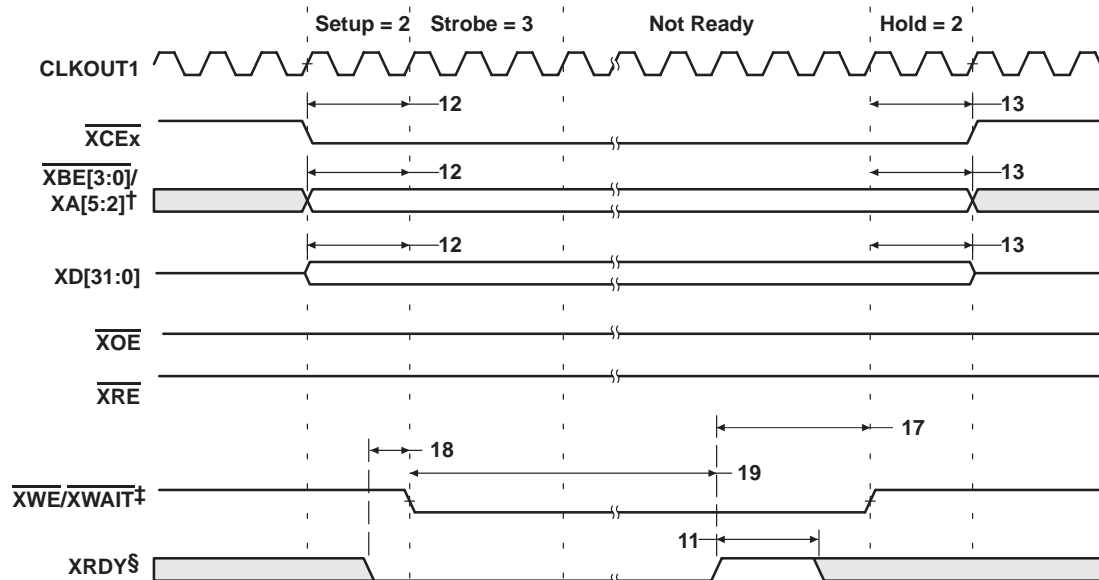 Setup = 2 Strobe = 3 Not Ready Hold = 2
CLKOUT1
12 13
XCEx
12 13
XBE[3:0]/
XA[5:2]†
12 13
XD[31:0]
XOE
XRE
17
18
19
XWE/XWAIT‡
11
XRDY§